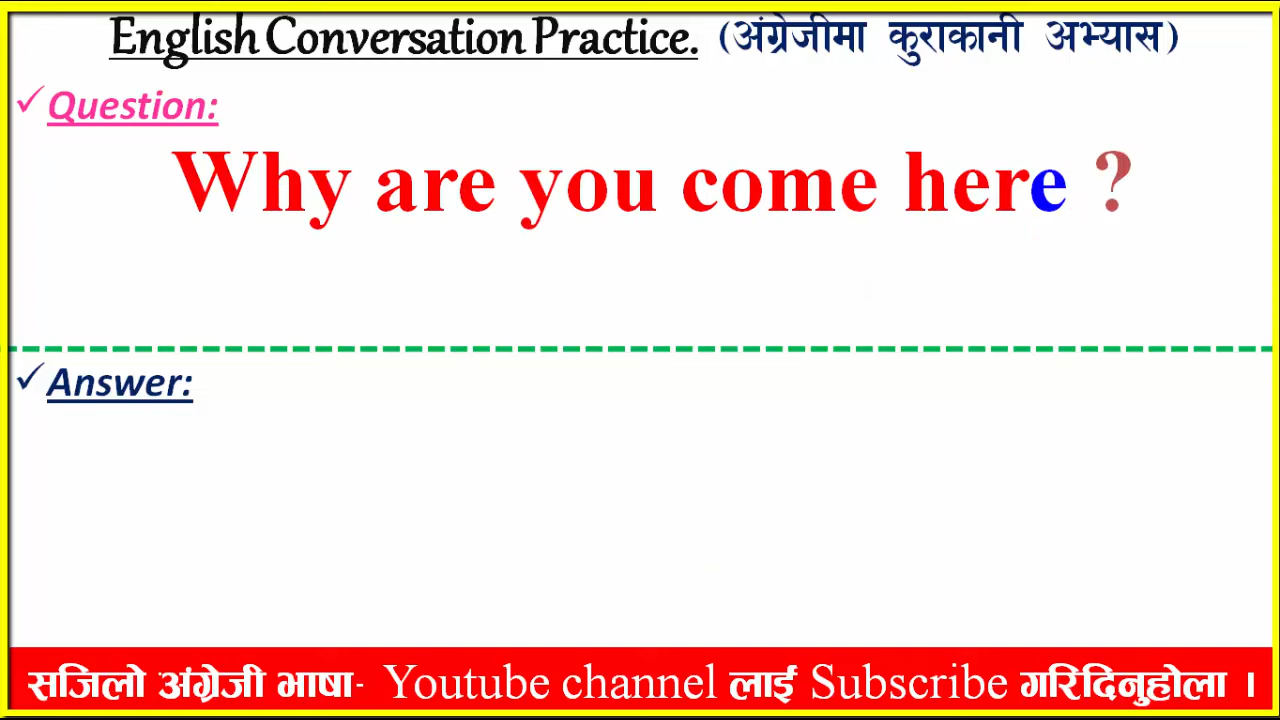 English Conversation Practice. (अंग्रेजीमा कुराकानी अभ्यास)
✓ Question:
Why are you come here ?
✓ Answer:
सजिलो अंग्रेजी भाषा- Youtube channel लाई Subscribe गरिदिनुहोला ।